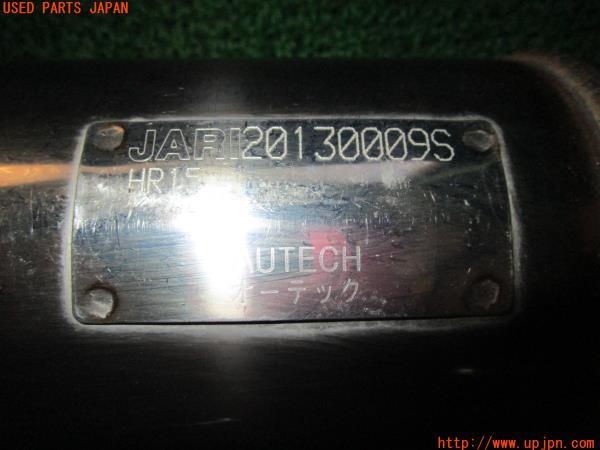 USED PARTS JAPAN
JARI20130009S
HR15
AUTECH
オーテック
http://www.upjpn.com/